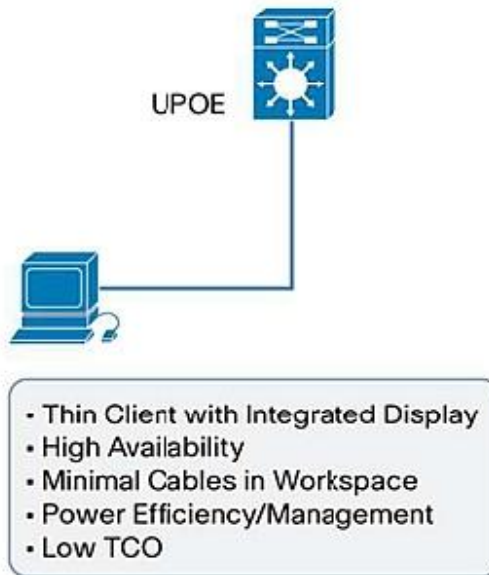 UPOE
• Thin Client with Integrated Display
• High Availability
• Minimal Cables in Workspace
• Power Efficiency/Management
• Low TCO